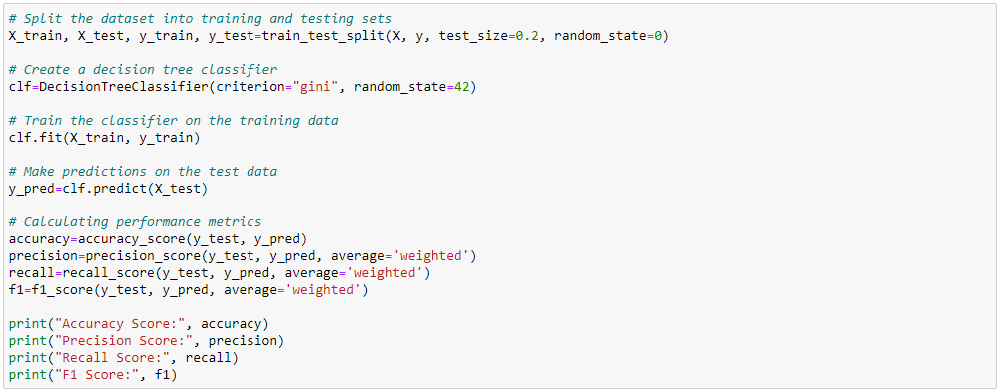 # Split the dataset into training and testing sets
X_train, X_test, y_train, y_test=train_test_split(X, y, test_size=0.2, random_state=0)
# Create a decision tree classifier
clf=DecisionTreeClassifier(criterion="gini", random_state=42)
# Train the classifier on the training data
clf.fit(X_train, y_train)
# Make predictions on the test data
y_pred=clf.predict(X_test)
# Calculating performance metrics
accuracy=accuracy_score(y_test, y_pred)
precision=precision_score(y_test, y_pred, average='weighted')
recall=recall_score(y_test, y_pred, average='weighted')
f1=f1_score(y_test, y_pred, average='weighted')
print("Accuracy Score:", accuracy)
print("Precision Score:", precision)
print("Recall Score:", recall)
print("F1 Score:", f1)